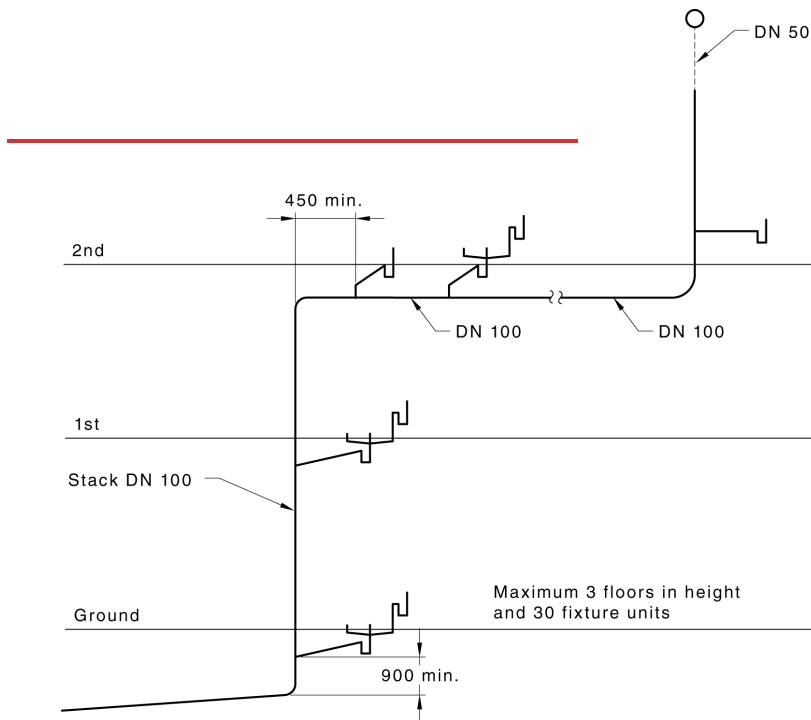 DN 50
450 min.
2nd
DN 100
DN 100
1st
Stack DN 100
Ground
Maximum 3 floors in height
and 30 fixture units
900 min.